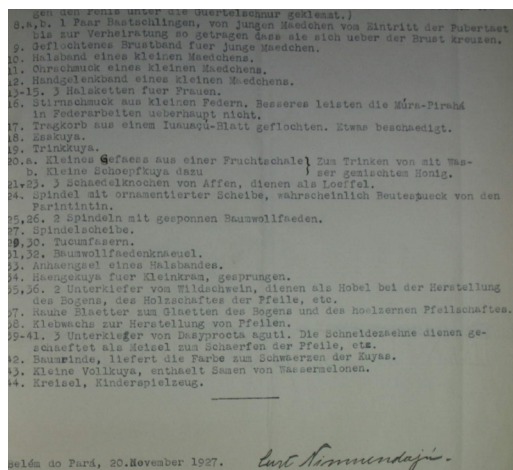 gen den Penis unter die Guertelschnur geklemmt.)
8.a,b. 1 Paar Bastschlingen, von jungen Maedchen vom Eintritt der Pubertaet
bis zur Verheiratung so getragen dass sie sich ueber der Brust kreuzen.
9. Geflochtenes Brustband fuer junge Maedchen.
10. Halsband eines kleinen Maedchens.
11. Ohrschmuck eines kleinen Maedchens.
12. Handgelenkband eines kleinen Maedchens.
13-15. 3 Halsketten fuer Frauen.
16. Stirnschmuck aus kleinen Federn. Besseres leisten die Múra-Pirahá
in Federarbeiten ueberhaupt nicht.
17. Tragkorb aus einem Iuauaçú-Blatt geflochten. Etwas beschaedigt.
18. Esskuya.
19. Trinkkuya.
20.a. Kleines Gefaess aus einer Fruchtschale} Zum Trinken von mit Was-
b. Kleine Schoepfkuya dazu } ser gemischtem Honig.
21-23. 3 Schaedelknochen von Affen, dienen als Loeffel.
24. Spindel mit ornamentierter Scheibe, wahrscheinlich Beutestueck von den
Parintintin.
25,26. 2 Spindeln mit gesponnen Baumwollfaeden.
27. Spindelscheibe.
29,30. Tucumfasern.
31,32. Baumwollfaedenknaeuel.
33. Anhaengsel eines Halsbandes.
34. Haengekuya fuer Kleinkram, gesprungen.
35,36. 2 Unterkiefer vom Wildschwein, dienen als Hobel bei der Herstellung
des Bogens, des Holzschaftes der Pfeile, etc.
37. Rauhe Blaetter zum Glaetten des Bogens und des hoelzernen Pfeilschaftes.
38. Klebwachs zur Herstellung von Pfeilen.
39-41. 3 Unterkiefer von Dasyprocta aguti. Die Schneidezaehne dienen ge-
schaeftet als Meisel zum Schaerfen der Pfeile, etc.
42. Baumrinde, liefert die Farbe zum Schwaerzen der Kuyas.
43. Kleine Vollkuya, enthaelt Samen von Wassermelonen.
44. Kreisel, Kinderspielzeug.
Belém do Pará, 20.November 1927. Curt Nimuendajú.